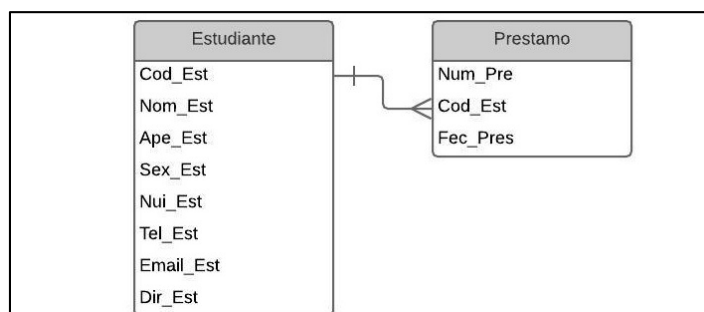 Estudiante
Cod_Est
Nom_Est
Ape_Est
Sex_Est
Nui_Est
Tel_Est
Email_Est
Dir_Est
Prestamo
Num_Pre
Cod_Est
Fec_Pres